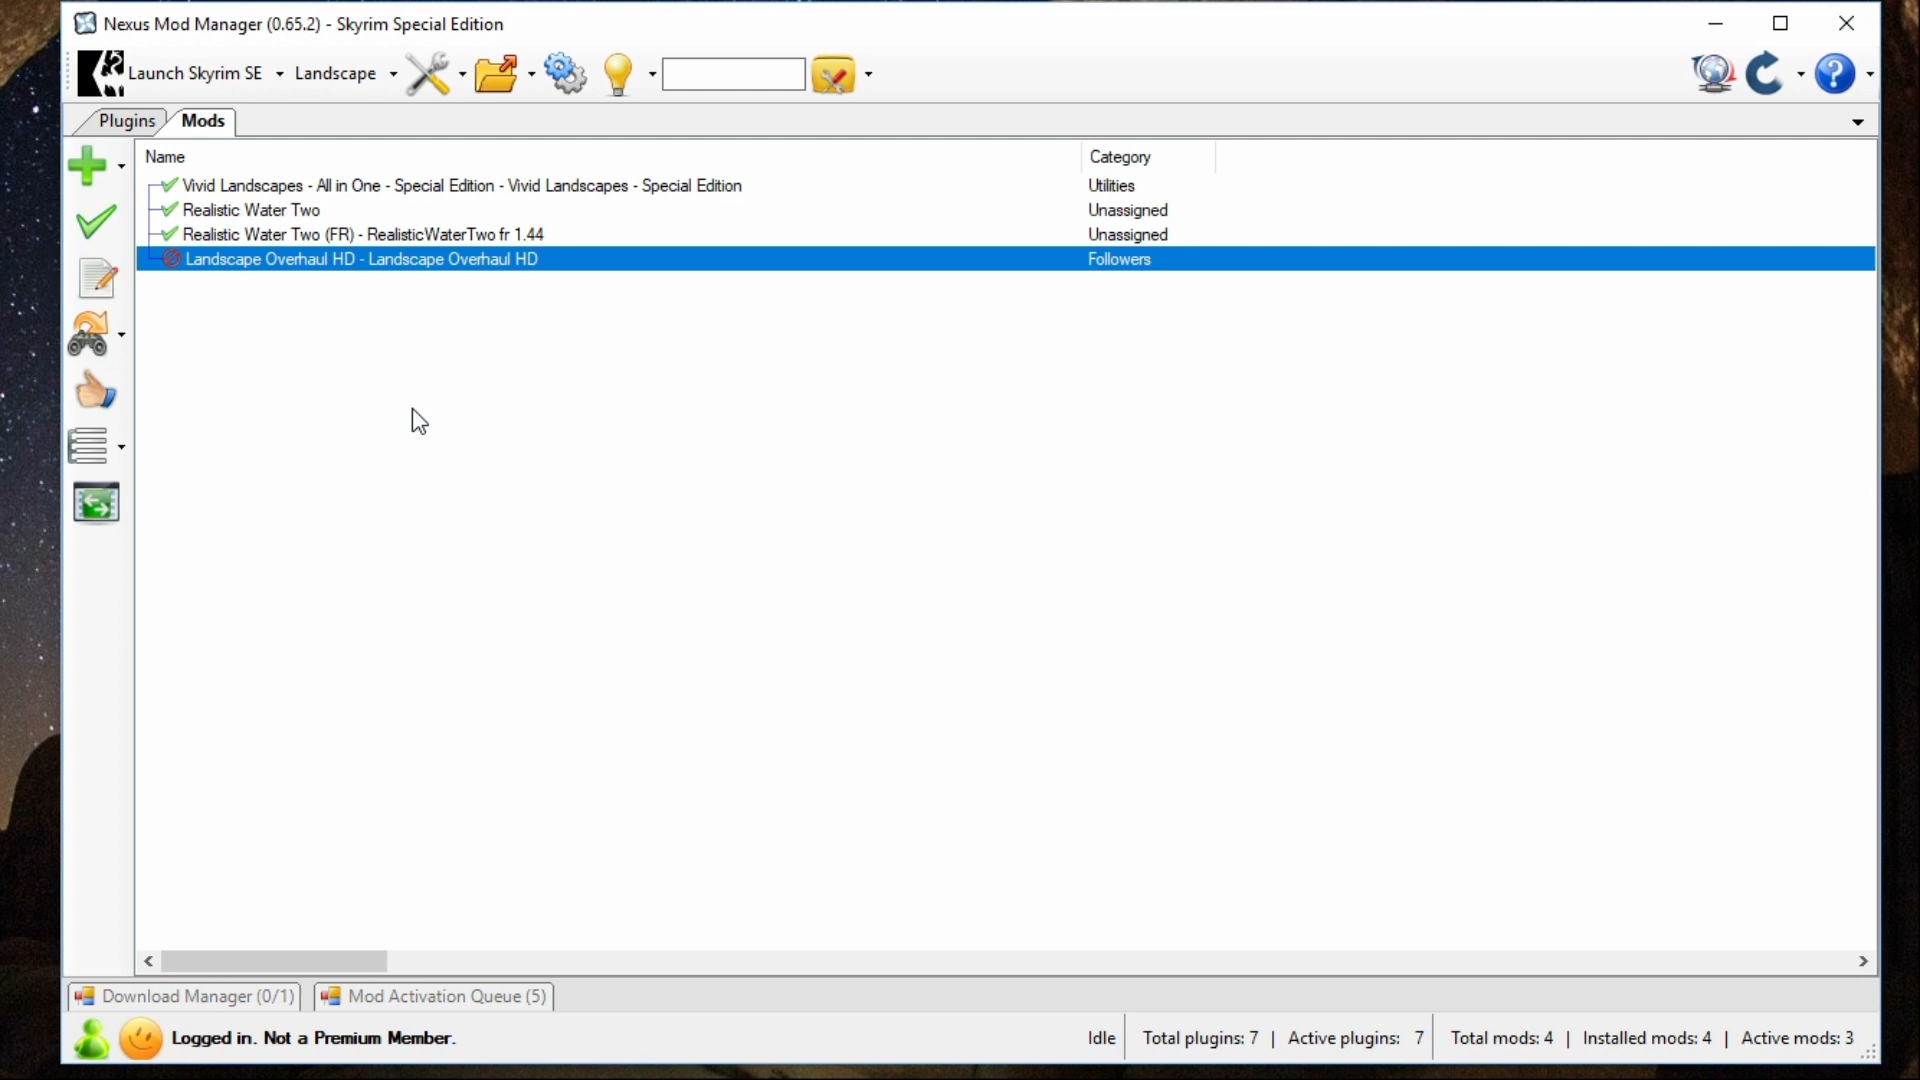 Nexus Mod Manager (0.65.2) - Skyrim Special Edition
Launch Skyrim SE Landscape
Plugins Mods
Name Category
Vivid Landscapes - All in One - Special Edition - Vivid Landscapes - Special Edition Utilities
Realistic Water Two Unassigned
Realistic Water Two (FR) - RealisticWaterTwo fr 1.44 Unassigned
Landscape Overhaul HD - Landscape Overhaul HD Followers
Download Manager (0/1) Mod Activation Queue (5)
Logged in. Not a Premium Member. Idle Total plugins: 7 | Active plugins: 7 Total mods: 4 | Installed mods: 4 | Active mods: 3